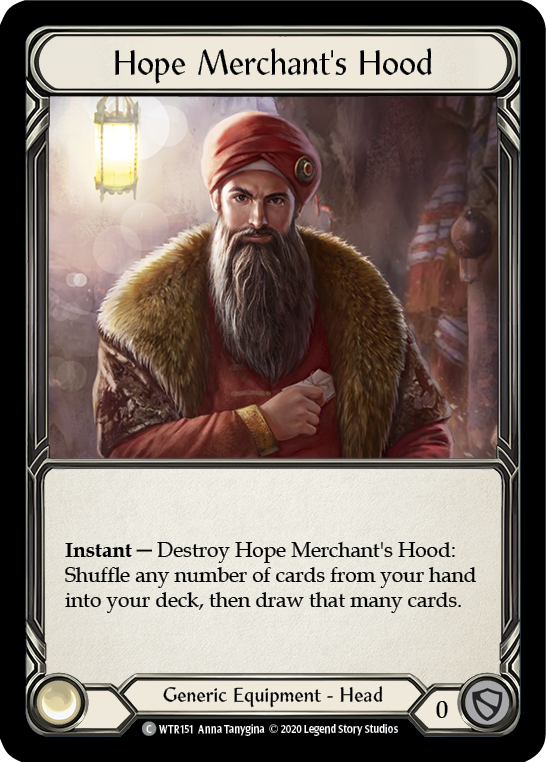 Hope Merchant's Hood
Instant — Destroy Hope Merchant's Hood:
Shuffle any number of cards from your hand
into your deck, then draw that many cards.
Generic Equipment - Head
0
C WTR151 Anna Tanygina © 2020 Legend Story Studios